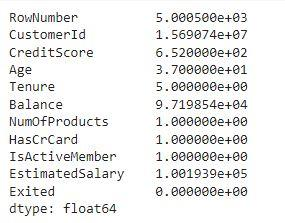 RowNumber 5.000500e+03
CustomerId 1.569074e+07
CreditScore 6.520000e+02
Age 3.700000e+01
Tenure 5.000000e+00
Balance 9.719854e+04
NumOfProducts 1.000000e+00
HasCrCard 1.000000e+00
IsActiveMember 1.000000e+00
EstimatedSalary 1.001939e+05
Exited 0.000000e+00
dtype: float64